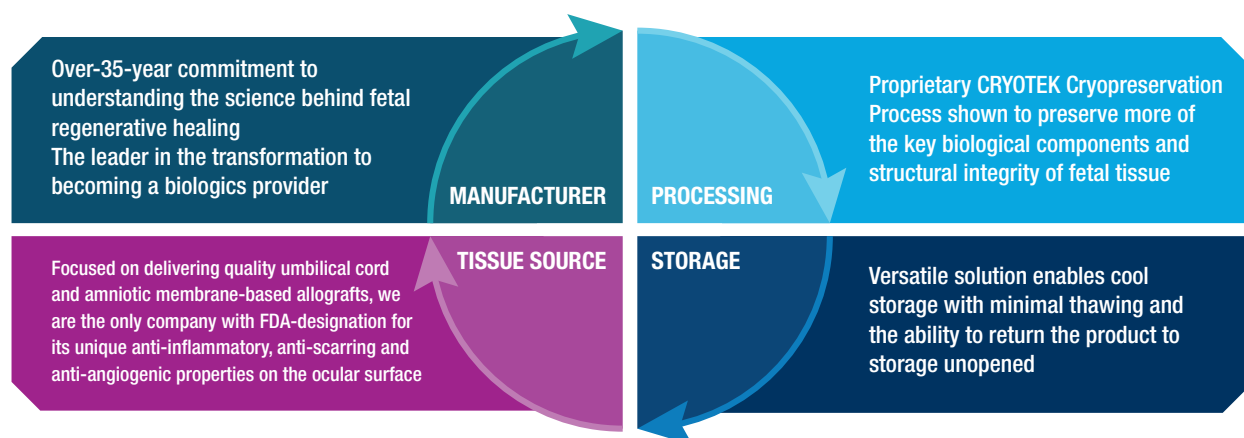 Over-35-year commitment to
understanding the science behind fetal
regenerative healing
The leader in the transformation to
becoming a biologics provider
MANUFACTURER
PROCESSING
Proprietary CRYOTEK Cryopreservation
Process shown to preserve more of
the key biological components and
structural integrity of fetal tissue
Focused on delivering quality umbilical cord
and amniotic membrane-based allografts, we
are the only company with FDA-designation for
its unique anti-inflammatory, anti-scarring and
anti-angiogenic properties on the ocular surface
TISSUE SOURCE
STORAGE
Versatile solution enables cool
storage with minimal thawing and
the ability to return the product to
storage unopened